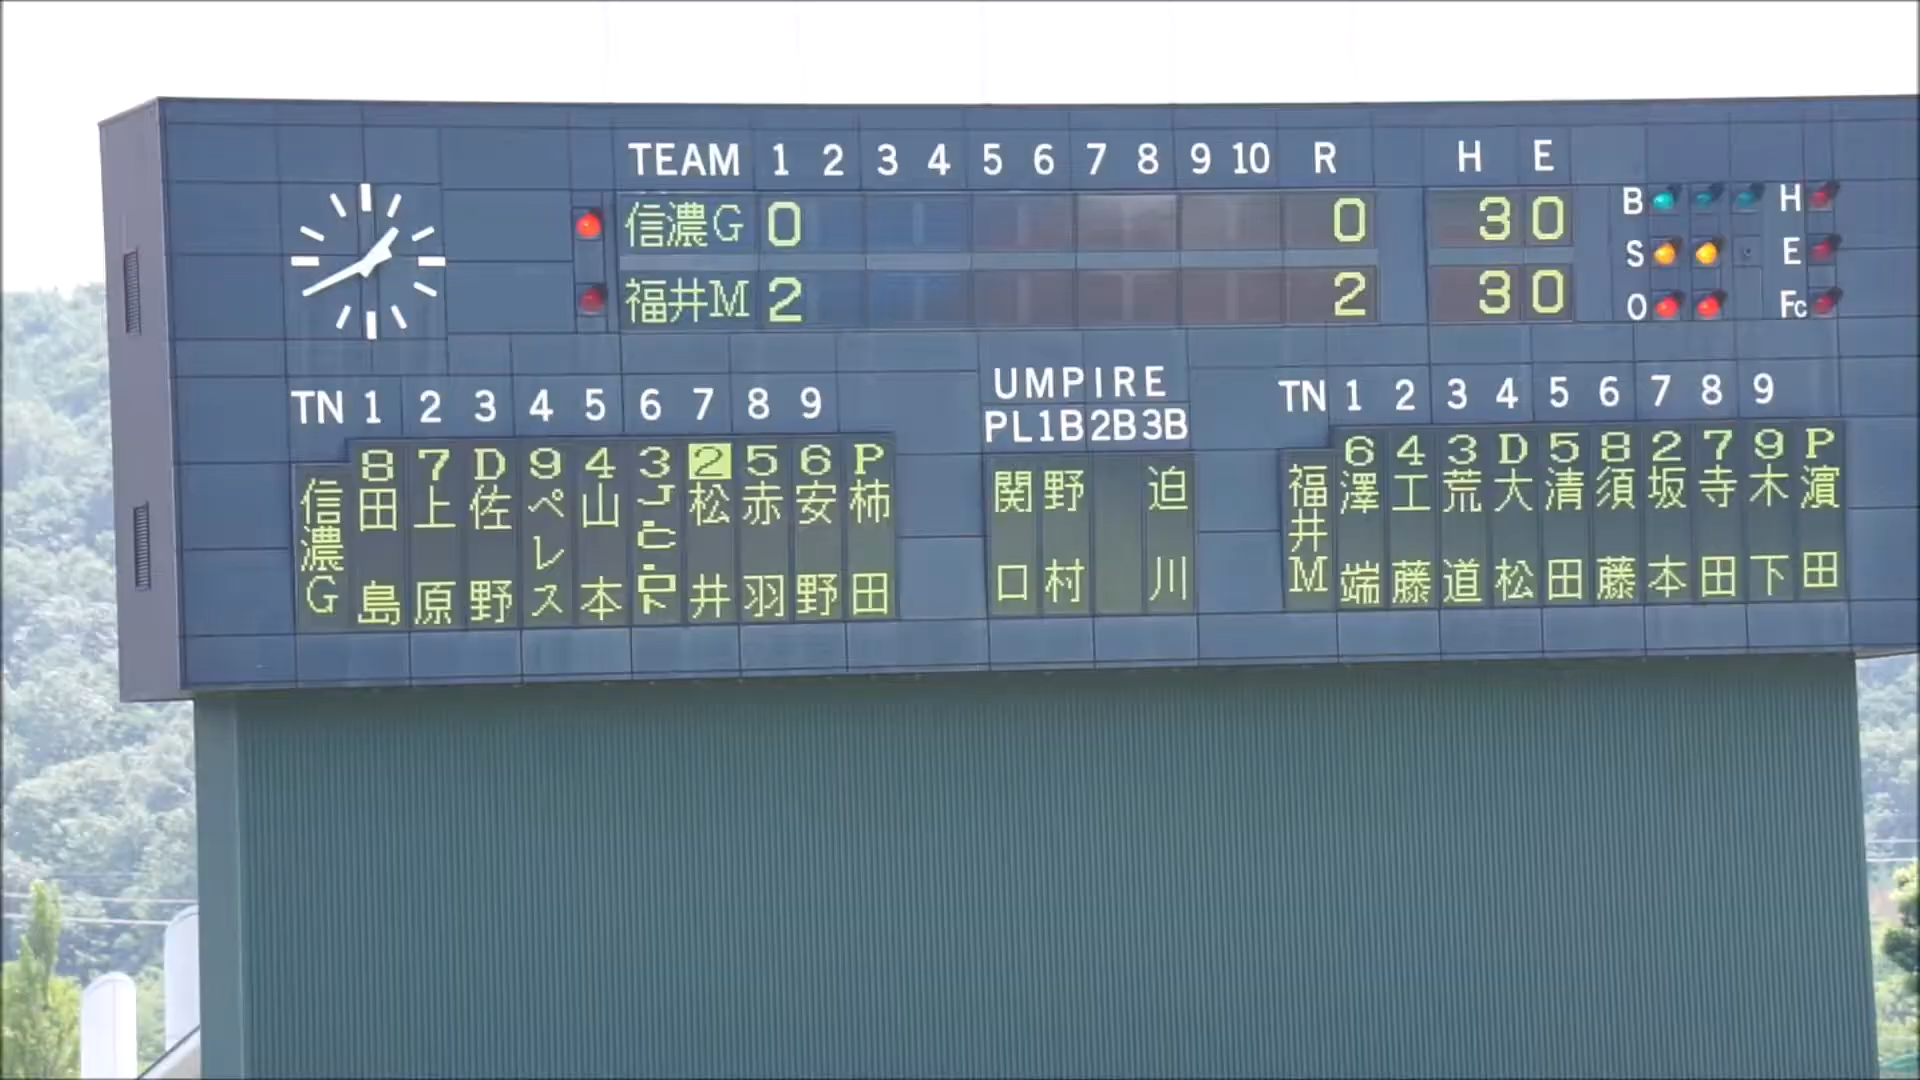 TEAM 1 2 3 4 5 6 7 8 9 10 R H E
信濃G 0 0 3 0
福井M 2 2 3 0
B H
S E
O Fc
TN 1 2 3 4 5 6 7 8 9
8 7 D 9 4 3 2 5 6 P
信濃G 田島 上原 佐野 ペレス 山本 松井 赤羽 安野 柿田
UMPIRE
PL 1B 2B 3B
関口 野村 迫川
TN 1 2 3 4 5 6 7 8 9
6 4 3 D 5 8 2 7 9 P
福井M 澤端 工藤 荒道 大松 清田 須藤 坂本 寺田 木下 濱田